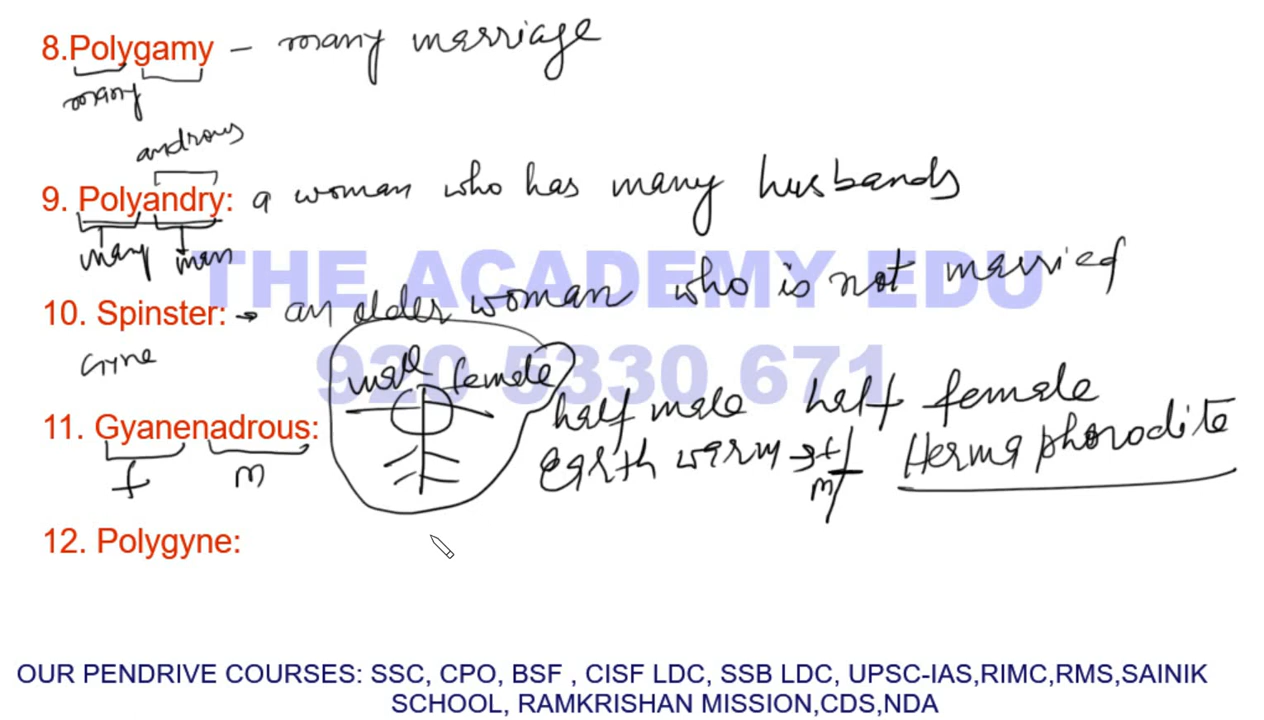 8.Polygamy - many marriage
many
androus
9. Polyandry: a woman who has many husbands
many man
THE ACADEMY EDU
10. Spinster: → an older woman who is not married
Gyne
920 5330 671
male female
11. Gyanenadrous: half male half female
f m
Earth warm Hermaphorodite
m
12. Polygyne:
OUR PENDRIVE COURSES: SSC, CPO, BSF , CISF LDC, SSB LDC, UPSC-IAS,RIMC,RMS,SAINIK
SCHOOL, RAMKRISHAN MISSION,CDS,NDA